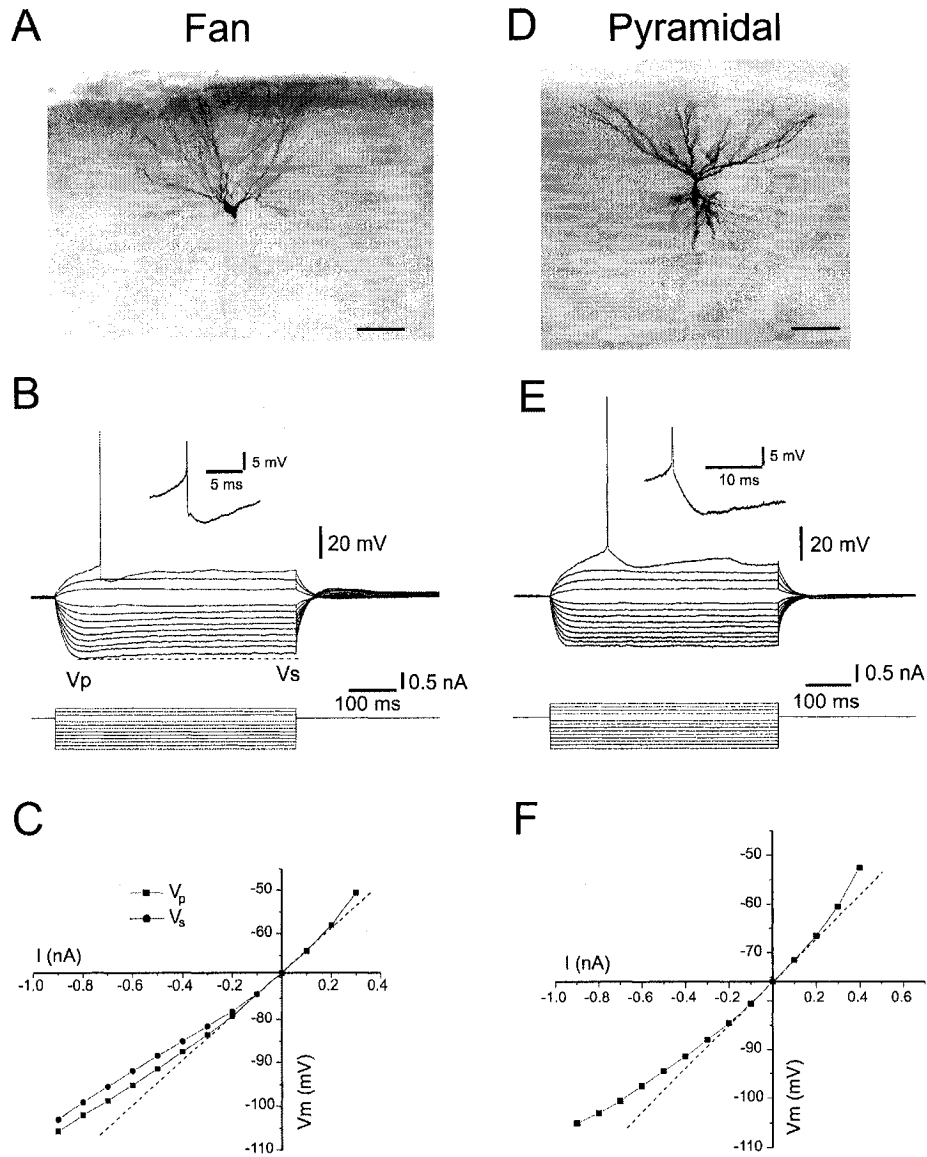 A
Fan
D
Pyramidal
B
5 mV
5 ms
20 mV
Vp
Vs
0.5 nA
100 ms
E
5 mV
10 ms
20 mV
0.5 nA
100 ms
C
Vp
Vs
I (nA)
-1.0 -0.8 -0.6 -0.4 -0.2 0.2 0.4
-50
-60
-80
-90
-100
-110
Vm (mV)
F
I (nA)
-1.0 -0.8 -0.6 -0.4 -0.2 0.2 0.4 0.6
-50
-60
-70
-80
-90
-100
-110
Vm (mV)